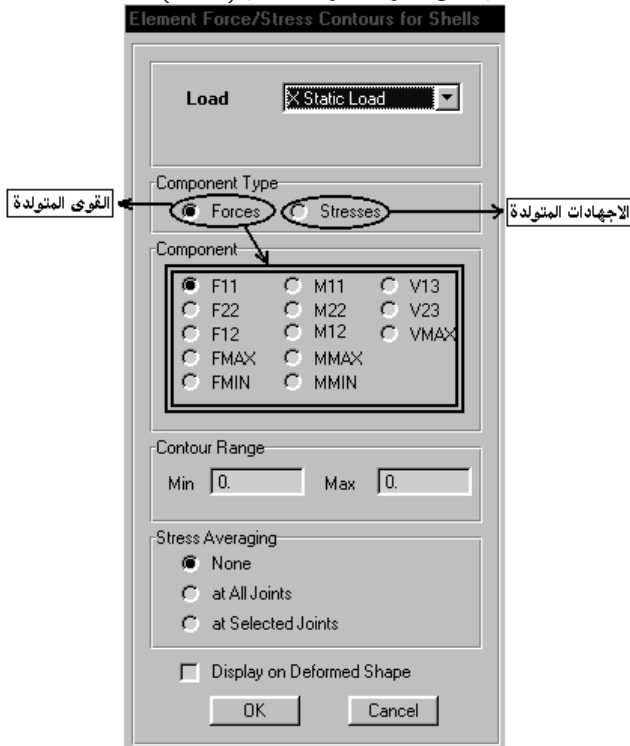 Element Force/Stress Contours for Shells
Load X Static Load
Component Type
القوى المتولدة
Forces Stresses
الاجهادات المتولدة
Component
F11 M11 V13
F22 M22 V23
F12 M12 VMAX
FMAX MMAX
FMIN MMIN
Contour Range
Min 0. Max 0.
Stress Averaging
None
at All Joints
at Selected Joints
Display on Deformed Shape
OK Cancel